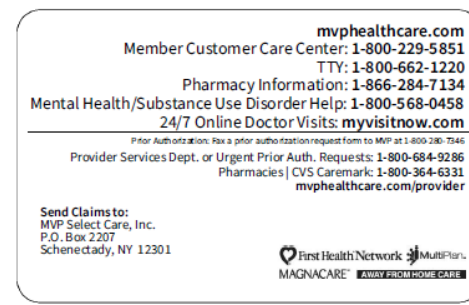 mvphealthcare.com
Member Customer Care Center: 1-800-229-5851
TTY: 1-800-662-1220
Pharmacy Information: 1-866-284-7134
Mental Health/Substance Use Disorder Help: 1-800-568-0458
24/7 Online Doctor Visits: myvisitnow.com
Prior Authorization: Fax a prior authorization request form to MVP at 1-800-280-7346
Provider Services Dept. or Urgent Prior Auth. Requests: 1-800-684-9286
Pharmacies | CVS Caremark: 1-800-364-6331
mvphealthcare.com/provider
Send Claims to:
MVP Select Care, Inc.
P.O. Box 2207
Schenectady, NY 12301
First Health Network MultiPlan.
MAGNACARE™ AWAY FROM HOME CARE